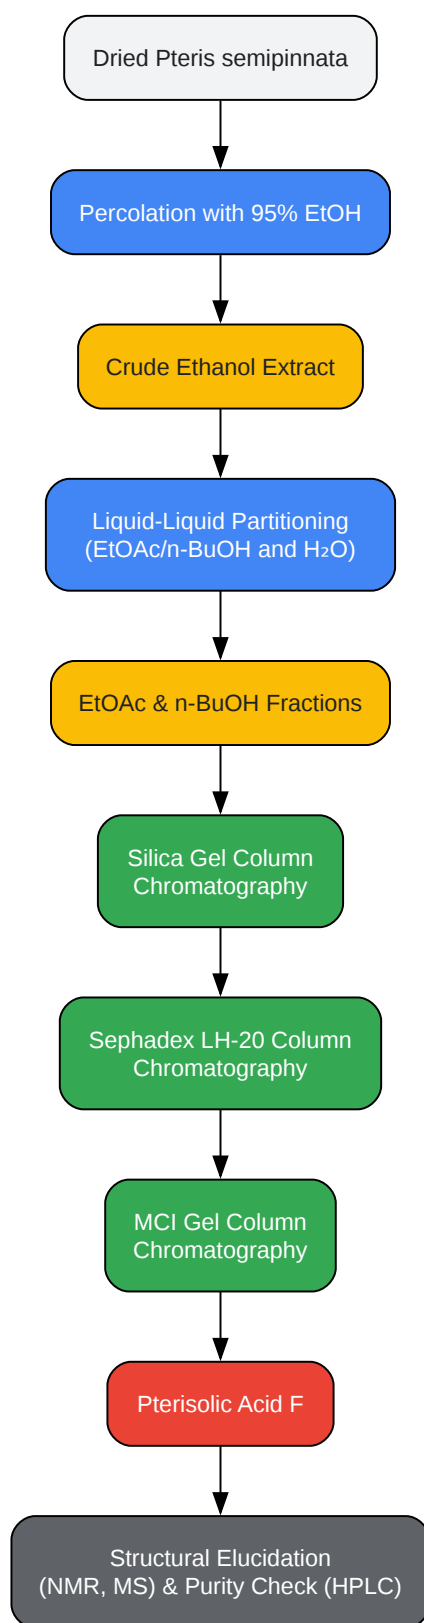 Dried Pteris semipinnata
Percolation with 95% EtOH
Crude Ethanol Extract
Liquid-Liquid Partitioning
(EtOAc/n-BuOH and H₂O)
EtOAc & n-BuOH Fractions
Silica Gel Column
Chromatography
Sephadex LH-20 Column
Chromatography
MCI Gel Column
Chromatography
Pterisolic Acid F
Structural Elucidation
(NMR, MS) & Purity Check (HPLC)